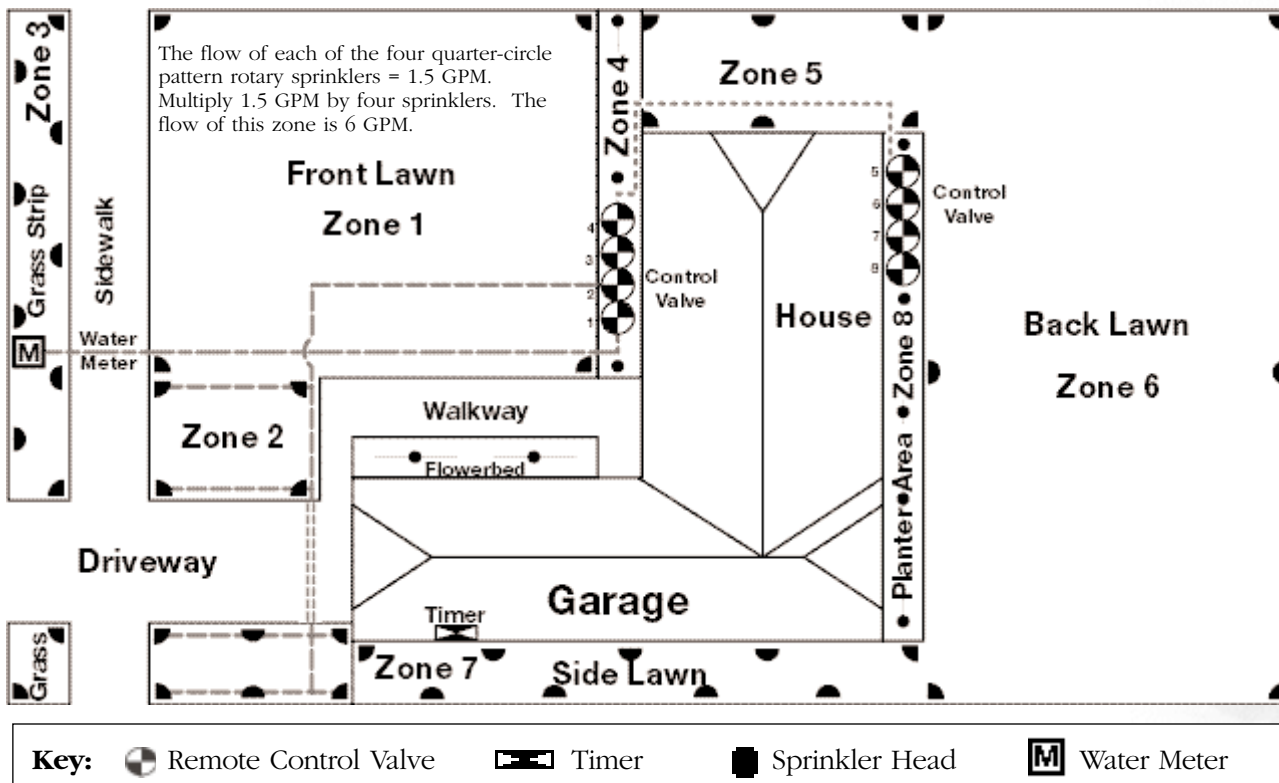 Zone 3
Grass Strip
Sidewalk
The flow of each of the four quarter-circle
pattern rotary sprinklers = 1.5 GPM.
Multiply 1.5 GPM by four sprinklers. The
flow of this zone is 6 GPM.
Front Lawn
Zone 1
Zone 4
4
3
2
1
Control
Valve
Zone 5
5
6
7
8
Control
Valve
House
Zone 8
Planter Area
Back Lawn
Zone 6
M
Water
Meter
Zone 2
Walkway
Flowerbed
Driveway
Garage
Timer
Grass
Zone 7
Side Lawn
Key:
Remote Control Valve
Timer
Sprinkler Head
M
Water Meter